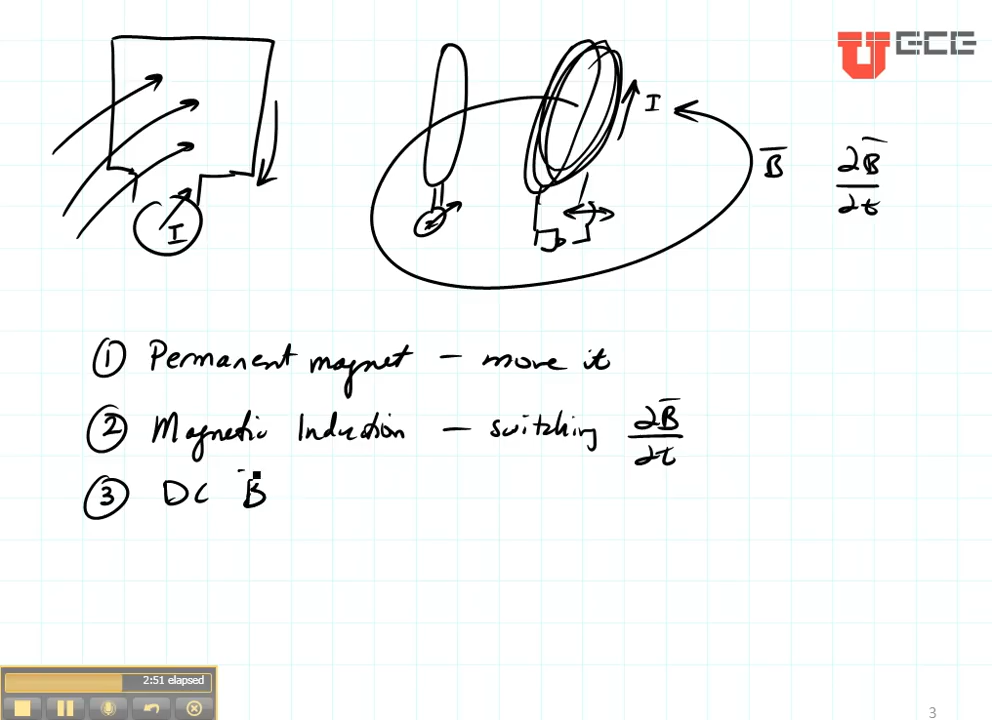 ECE
I
I
B̅
∂B̅
∂t
① Permanent magnet – move it
② Magnetic Induction – switching ∂B̅/∂t
③ DC B̅
2:51 elapsed
3